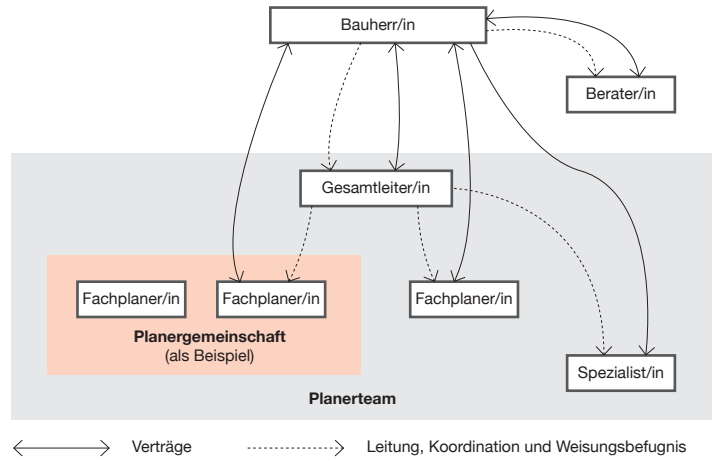 Bauherr/in
Berater/in
Gesamtleiter/in
Fachplaner/in
Fachplaner/in
Fachplaner/in
Planergemeinschaft
(als Beispiel)
Spezialist/in
Planerteam
Verträge
Leitung, Koordination und Weisungsbefugnis